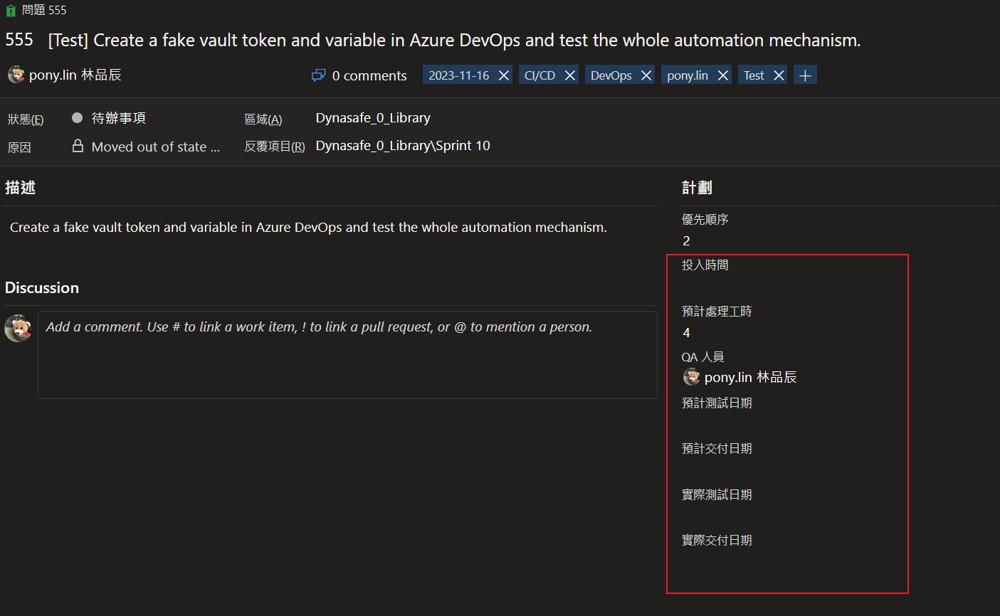 問題 555
555 [Test] Create a fake vault token and variable in Azure DevOps and test the whole automation mechanism.
pony.lin 林品辰
0 comments
2023-11-16
CI/CD
DevOps
pony.lin
Test
狀態(E)
待辦事項
區域(A)
Dynasafe_0_Library
原因
Moved out of state ...
反覆項目(R)
Dynasafe_0_Library\Sprint 10
描述
Create a fake vault token and variable in Azure DevOps and test the whole automation mechanism.
Discussion
Add a comment. Use # to link a work item, ! to link a pull request, or @ to mention a person.
計劃
優先順序
2
投入時間
預計處理工時
4
QA 人員
pony.lin 林品辰
預計測試日期
預計交付日期
實際測試日期
實際交付日期